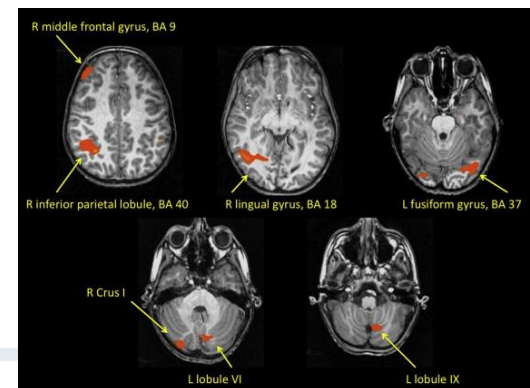 R middle frontal gyrus, BA 9
R inferior parietal lobule, BA 40
R lingual gyrus, BA 18
L fusiform gyrus, BA 37
R Crus I
L lobule VI
L lobule IX